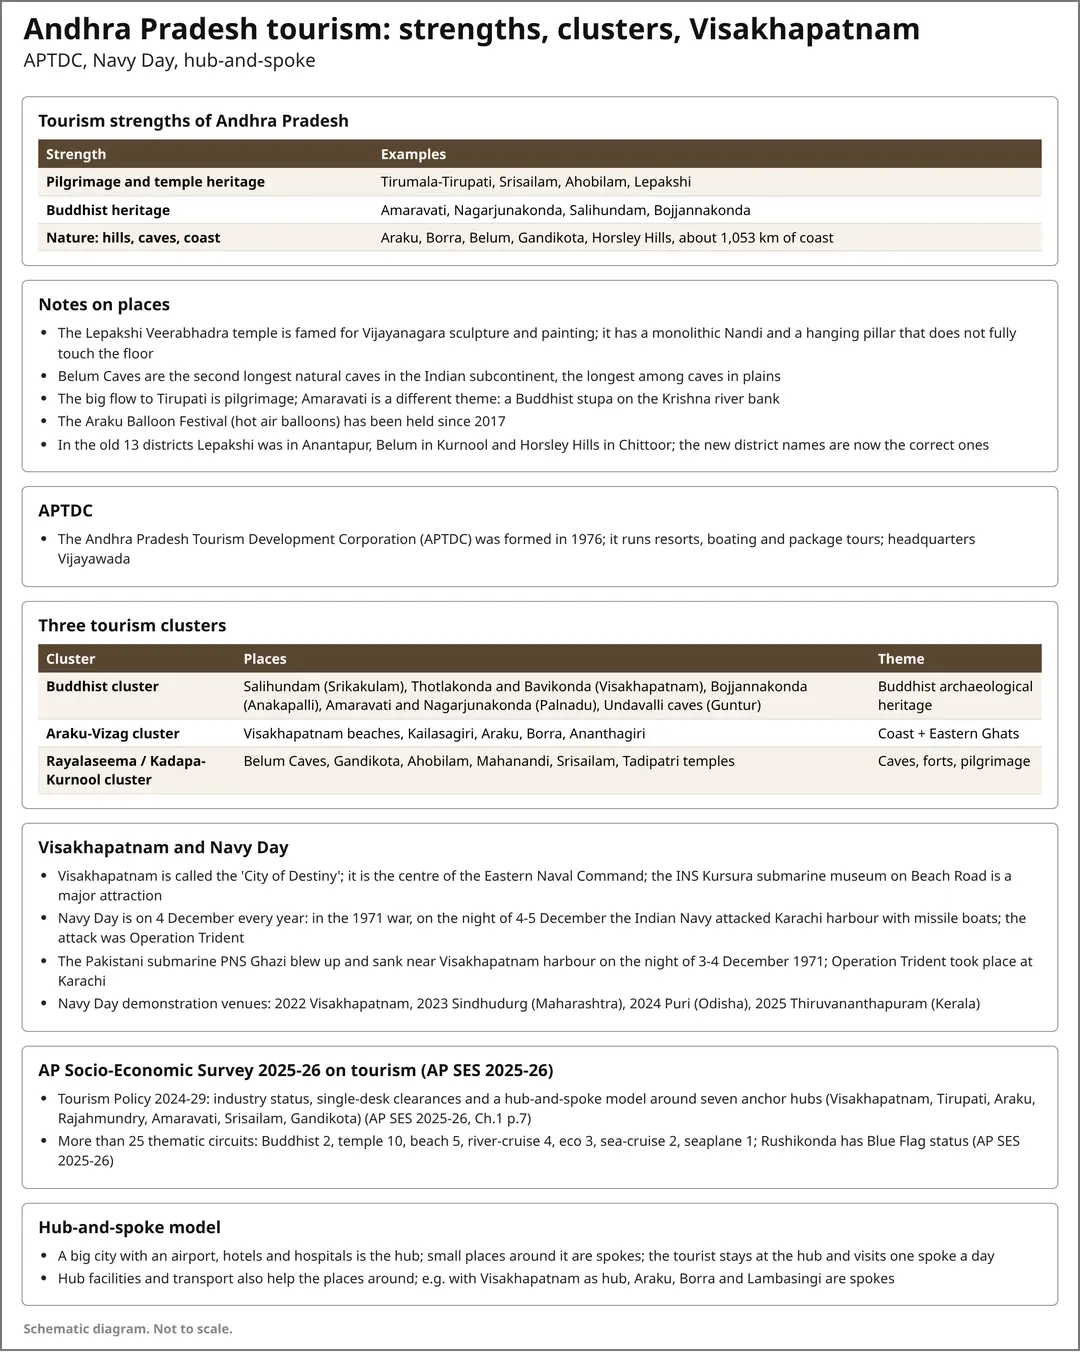 Andhra Pradesh tourism: strengths, clusters, Visakhapatnam
APTDC, Navy Day, hub-and-spoke
Tourism strengths of Andhra Pradesh
Strength Examples
Pilgrimage and temple heritage Tirumala-Tirupati, Srisailam, Ahobilam, Lepakshi
Buddhist heritage Amaravati, Nagarjunakonda, Salihundam, Bojjannakonda
Nature: hills, caves, coast Araku, Borra, Belum, Gandikota, Horsley Hills, about 1,053 km of coast
Notes on places
• The Lepakshi Veerabhadra temple is famed for Vijayanagara sculpture and painting; it has a monolithic Nandi and a hanging pillar that does not fully
touch the floor
• Belum Caves are the second longest natural caves in the Indian subcontinent, the longest among caves in plains
• The big flow to Tirupati is pilgrimage; Amaravati is a different theme: a Buddhist stupa on the Krishna river bank
• The Araku Balloon Festival (hot air balloons) has been held since 2017
• In the old 13 districts Lepakshi was in Anantapur, Belum in Kurnool and Horsley Hills in Chittoor; the new district names are now the correct ones
APTDC
• The Andhra Pradesh Tourism Development Corporation (APTDC) was formed in 1976; it runs resorts, boating and package tours; headquarters
Vijayawada
Three tourism clusters
Cluster Places Theme
Buddhist cluster Salihundam (Srikakulam), Thotlakonda and Bavikonda (Visakhapatnam), Bojjannakonda Buddhist archaeological
(Anakapalli), Amaravati and Nagarjunakonda (Palnadu), Undavalli caves (Guntur) heritage
Araku-Vizag cluster Visakhapatnam beaches, Kailasagiri, Araku, Borra, Ananthagiri Coast + Eastern Ghats
Rayalaseema / Kadapa- Belum Caves, Gandikota, Ahobilam, Mahanandi, Srisailam, Tadipatri temples Caves, forts, pilgrimage
Kurnool cluster
Visakhapatnam and Navy Day
• Visakhapatnam is called the 'City of Destiny'; it is the centre of the Eastern Naval Command; the INS Kursura submarine museum on Beach Road is a
major attraction
• Navy Day is on 4 December every year: in the 1971 war, on the night of 4-5 December the Indian Navy attacked Karachi harbour with missile boats; the
attack was Operation Trident
• The Pakistani submarine PNS Ghazi blew up and sank near Visakhapatnam harbour on the night of 3-4 December 1971; Operation Trident took place at
Karachi
• Navy Day demonstration venues: 2022 Visakhapatnam, 2023 Sindhudurg (Maharashtra), 2024 Puri (Odisha), 2025 Thiruvananthapuram (Kerala)
AP Socio-Economic Survey 2025-26 on tourism (AP SES 2025-26)
• Tourism Policy 2024-29: industry status, single-desk clearances and a hub-and-spoke model around seven anchor hubs (Visakhapatnam, Tirupati, Araku,
Rajahmundry, Amaravati, Srisailam, Gandikota) (AP SES 2025-26, Ch.1 p.7)
• More than 25 thematic circuits: Buddhist 2, temple 10, beach 5, river-cruise 4, eco 3, sea-cruise 2, seaplane 1; Rushikonda has Blue Flag status (AP SES
2025-26)
Hub-and-spoke model
• A big city with an airport, hotels and hospitals is the hub; small places around it are spokes; the tourist stays at the hub and visits one spoke a day
• Hub facilities and transport also help the places around; e.g. with Visakhapatnam as hub, Araku, Borra and Lambasingi are spokes
Schematic diagram. Not to scale.